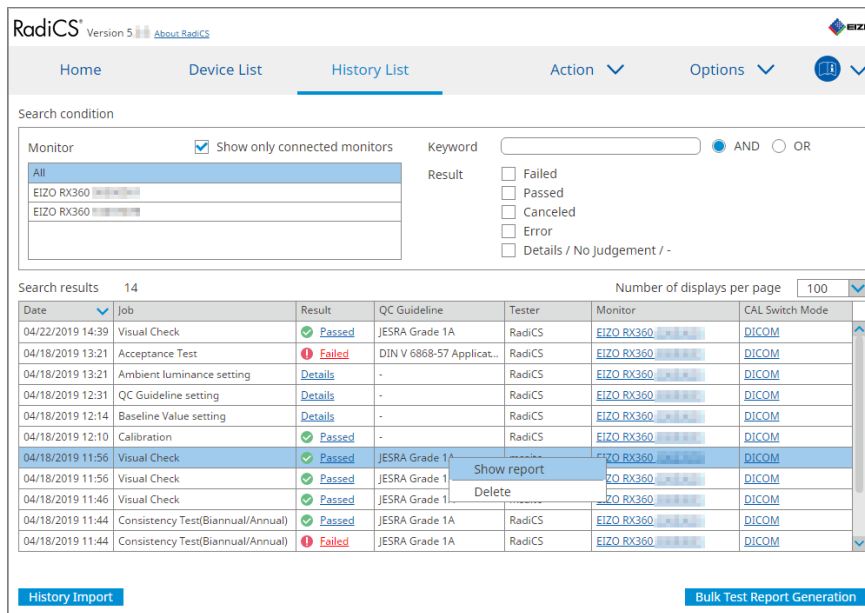 RadiCS® Version 5. About RadiCS EIZ
Home Device List History List Action Options
Search condition
Monitor Show only connected monitors Keyword AND OR
All
EIZO RX360
EIZO RX360
Result Failed
Passed
Canceled
Error
Details / No Judgement / -
Search results 14 Number of displays per page 100
Date Job Result QC Guideline Tester Monitor CAL Switch Mode
04/22/2019 14:39 Visual Check Passed JESRA Grade 1A RadiCS EIZO RX360 DICOM
04/18/2019 13:21 Acceptance Test Failed DIN V 6868-57 Applicat... RadiCS EIZO RX360 DICOM
04/18/2019 13:21 Ambient luminance setting Details - RadiCS EIZO RX360 DICOM
04/18/2019 12:31 QC Guideline setting Details - RadiCS EIZO RX360 DICOM
04/18/2019 12:14 Baseline Value setting Details - RadiCS EIZO RX360 DICOM
04/18/2019 12:10 Calibration Passed - RadiCS EIZO RX360 DICOM
04/18/2019 11:56 Visual Check Passed JESRA Grade 1A EIZO RX360 DICOM
Show report
04/18/2019 11:56 Visual Check Passed JESRA Grade 1 EIZO RX360 DICOM
Delete
04/18/2019 11:46 Visual Check Passed JESRA Grade 1A EIZO RX360 DICOM
04/18/2019 11:44 Consistency Test(Biannual/Annual) Passed JESRA Grade 1A RadiCS EIZO RX360 DICOM
04/18/2019 11:44 Consistency Test(Biannual/Annual) Failed JESRA Grade 1A RadiCS EIZO RX360 DICOM
History Import Bulk Test Report Generation